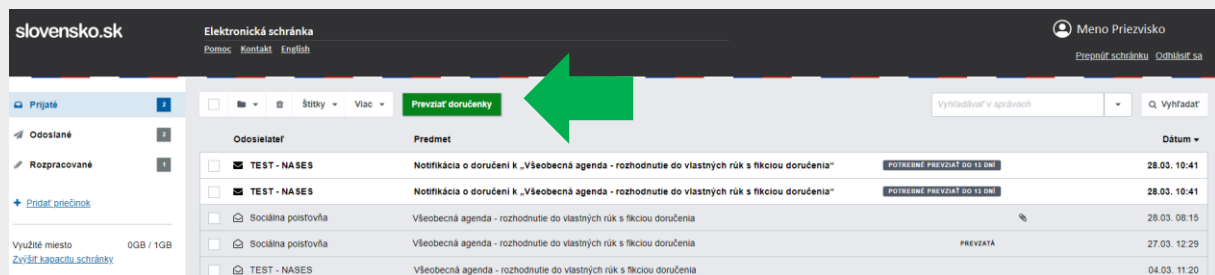 slovensko.sk
Elektronická schránka
Pomoc Kontakt English
Meno Priezvisko
Prepnúť schránku Odhlásiť sa
Prijaté 2
Odoslané 2
Rozpracované 1
Pridať priečinok
Využité miesto 0GB / 1GB
Zvýšiť kapacitu schránky
Štítky Viac Prevziať doručenky Vyhľadávať v správach Vyhľadať
Odosielateľ Predmet Dátum
TEST - NASES Notifikácia o doručení k „Všeobecná agenda - rozhodnutie do vlastných rúk s fikciou doručenia“ POTREBNÉ PREVZIAŤ DO 15 DNÍ 28.03. 10:41
TEST - NASES Notifikácia o doručení k „Všeobecná agenda - rozhodnutie do vlastných rúk s fikciou doručenia“ POTREBNÉ PREVZIAŤ DO 15 DNÍ 28.03. 10:41
Sociálna poisťovňa Všeobecná agenda - rozhodnutie do vlastných rúk s fikciou doručenia 28.03. 08:15
Sociálna poisťovňa Všeobecná agenda - rozhodnutie do vlastných rúk s fikciou doručenia PREVZATÁ 27.03. 12:29
TEST - NASES Všeobecná agenda - rozhodnutie do vlastných rúk s fikciou doručenia 04.03. 11:20